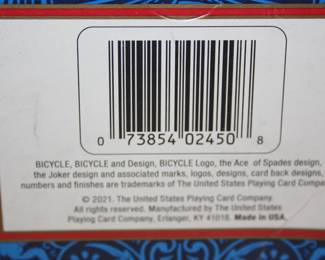 0 73854 02450 8
BICYCLE, BICYCLE and Design, BICYCLE Logo, the Ace of Spades design,
the Joker design and associated marks, logos, designs, card back designs,
numbers and finishes are trademarks of The United States Playing Card Compa
© 2021. The United States Playing Card Company.
All rights reserved. Manufactured by The United States
Playing Card Company, Erlanger, KY 41018. Made in USA.